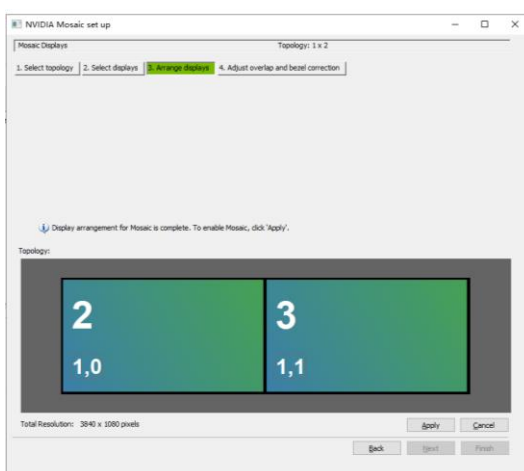 NVIDIA Mosaic set up
Mosaic Displays Topology: 1 x 2
1. Select topology 2. Select displays 3. Arrange displays 4. Adjust overlap and bezel correction
Display arrangement for Mosaic is complete. To enable Mosaic, click 'Apply'.
Topology:
2 3
1,0 1,1
Total Resolution: 3840 x 1080 pixels Apply Cancel
Back Next Finish